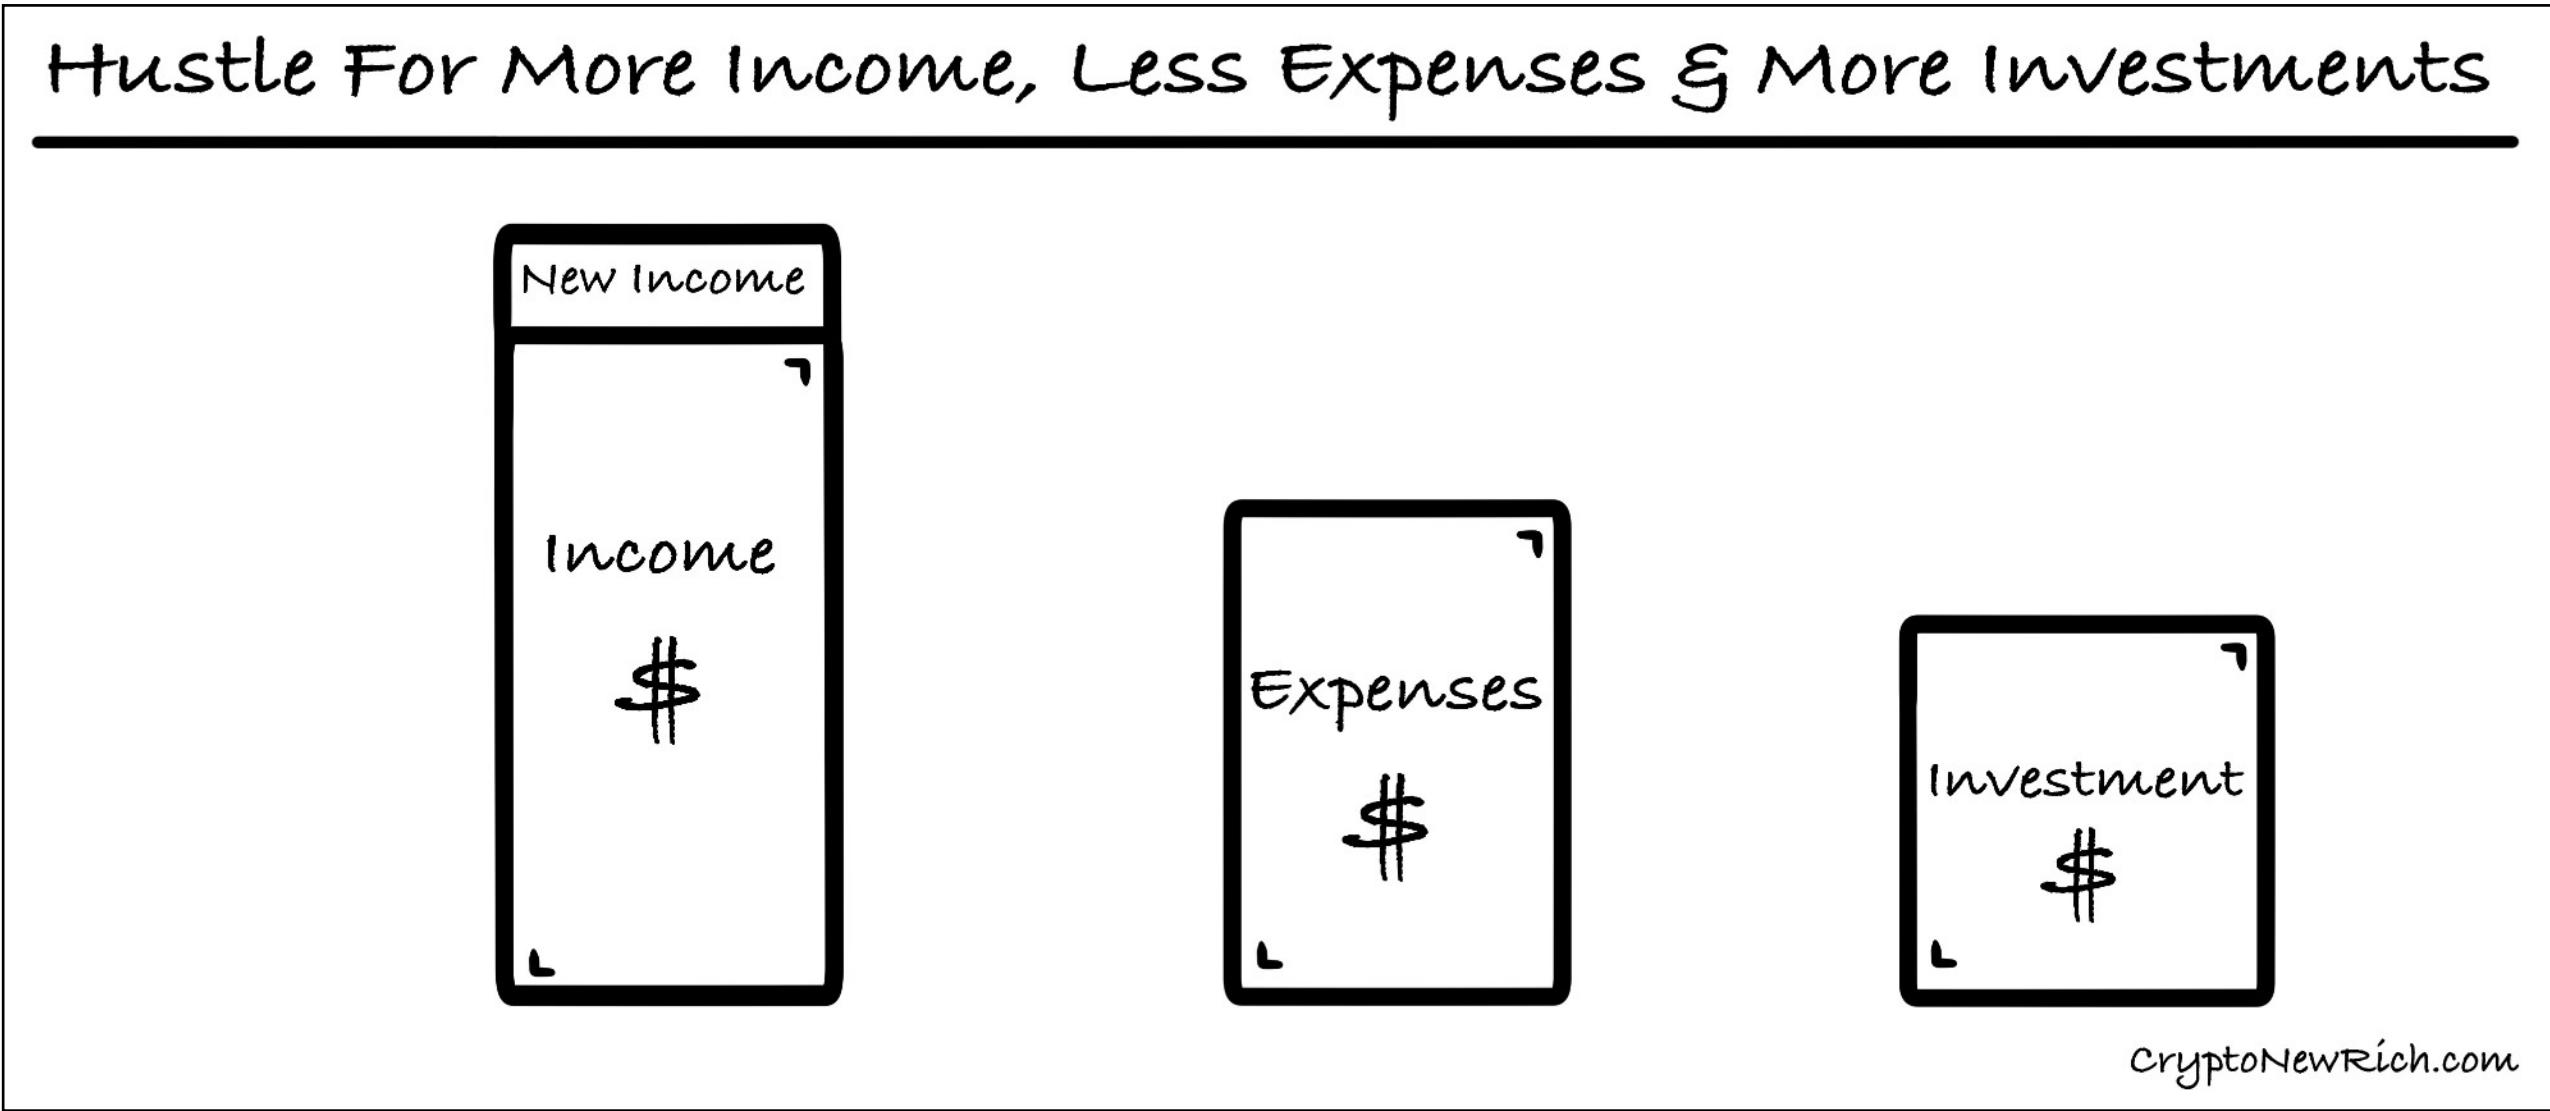 Hustle For More Income, Less Expenses & More Investments
New Income
Income
$
Expenses
$
Investment
$
CryptoNewRich.com